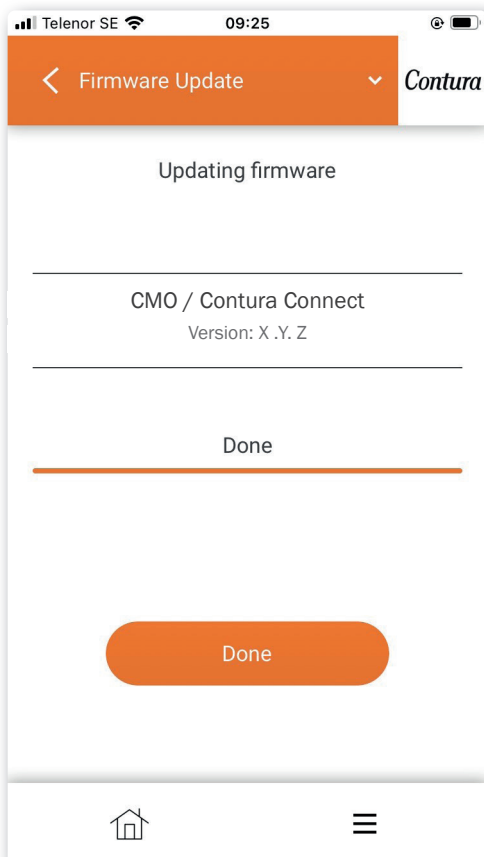 Telenor SE 09:25
Firmware Update Contura
Updating firmware
CMO / Contura Connect
Version: X .Y. Z
Done
Done